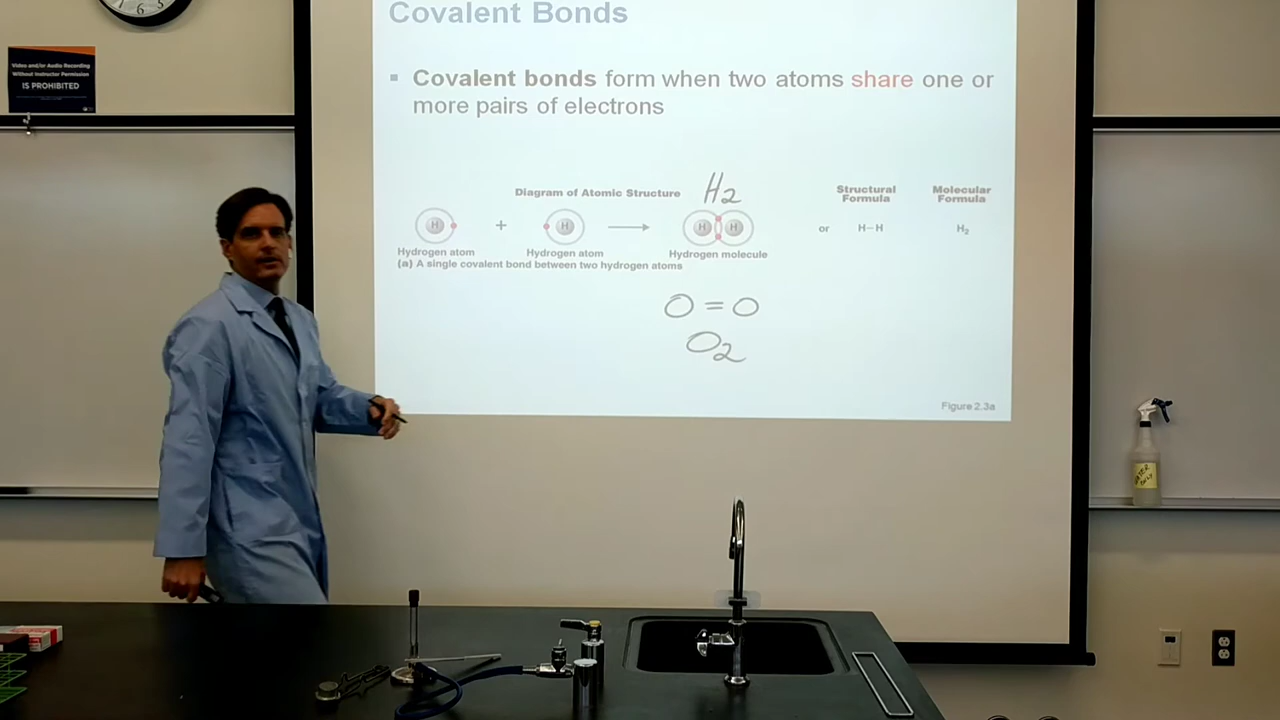 6 5
Video and/or Audio Recording
Without Instructor Permission
IS PROHIBITED
Covalent Bonds
▪ Covalent bonds form when two atoms share one or
more pairs of electrons
Diagram of Atomic Structure
H2
Structural
Formula
Molecular
Formula
H + H → H H or H–H H₂
Hydrogen atom Hydrogen atom Hydrogen molecule
(a) A single covalent bond between two hydrogen atoms
O = O
O2
Figure 2.3a